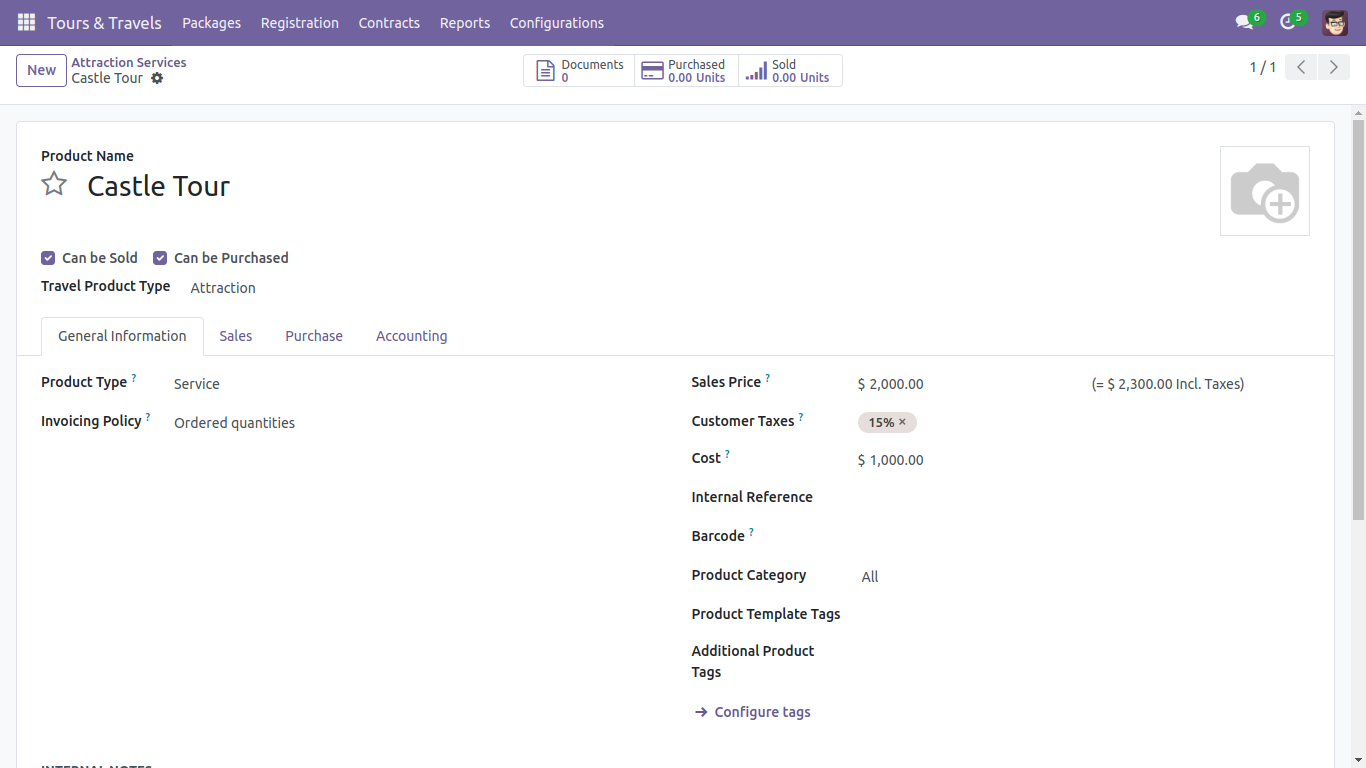 Tours & Travels Packages Registration Contracts Reports Configurations 6 5
New Attraction Services
Castle Tour
Documents
0
Purchased
0.00 Units
Sold
0.00 Units
1 / 1
Product Name
Castle Tour
Can be Sold Can be Purchased
Travel Product Type Attraction
General Information Sales Purchase Accounting
Product Type ? Service
Invoicing Policy ? Ordered quantities
Sales Price ? $ 2,000.00 (= $ 2,300.00 Incl. Taxes)
Customer Taxes ? 15% ×
Cost ? $ 1,000.00
Internal Reference
Barcode ?
Product Category All
Product Template Tags
Additional Product
Tags
Configure tags
INTERNAL NOTES